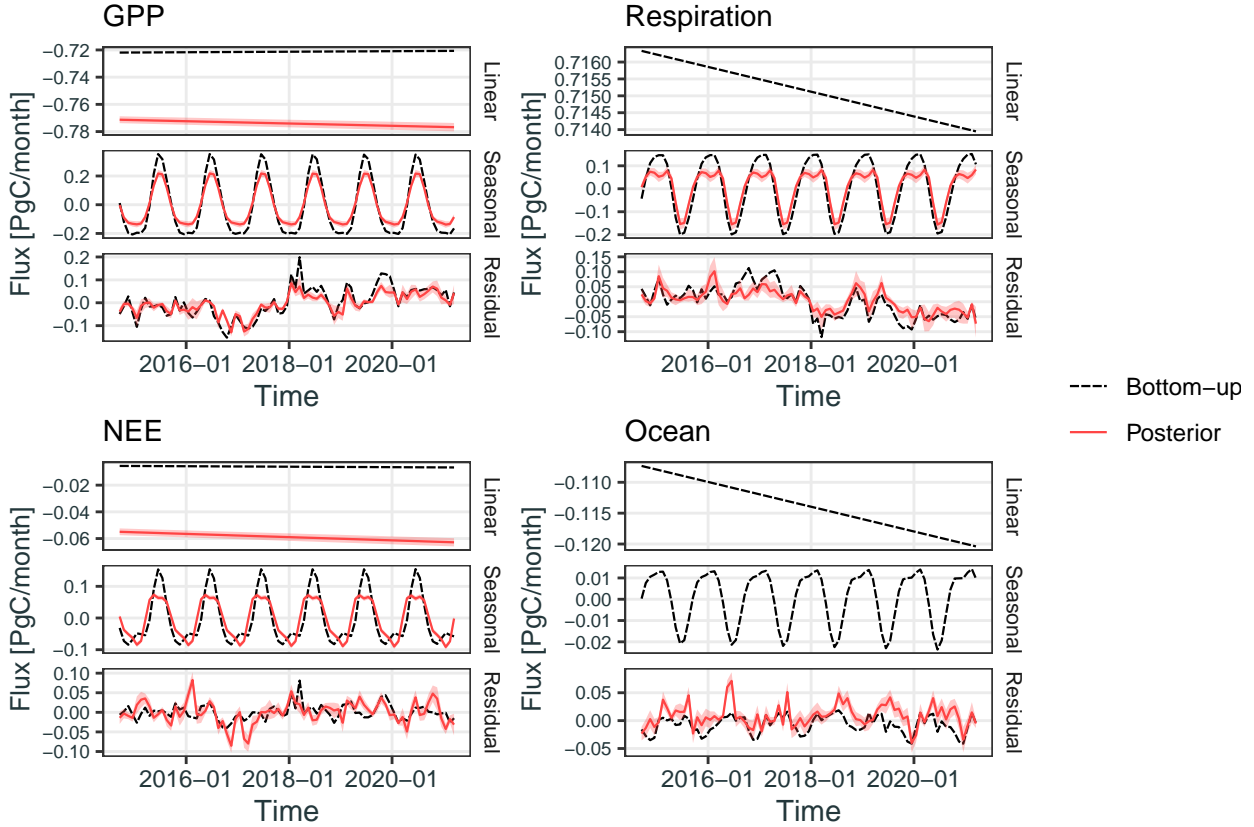 GPP
Respiration
Flux [PgC/month]
−0.72
−0.74
−0.76
−0.78
Linear
0.2
0.0
−0.2
Seasonal
0.2
0.1
0.0
−0.1
Residual
2016−01
2018−01
2020−01
Time
Flux [PgC/month]
0.7160
0.7155
0.7150
0.7145
0.7140
Linear
0.1
0.0
−0.1
−0.2
Seasonal
0.15
0.10
0.05
0.00
−0.05
−0.10
Residual
2016−01
2018−01
2020−01
Time
Bottom−up
Posterior
NEE
Ocean
Flux [PgC/month]
−0.02
−0.04
−0.06
Linear
0.1
0.0
−0.1
Seasonal
0.10
0.05
0.00
−0.05
−0.10
Residual
2016−01
2018−01
2020−01
Time
Flux [PgC/month]
−0.110
−0.115
−0.120
Linear
0.01
0.00
−0.01
−0.02
Seasonal
0.05
0.00
−0.05
Residual
2016−01
2018−01
2020−01
Time